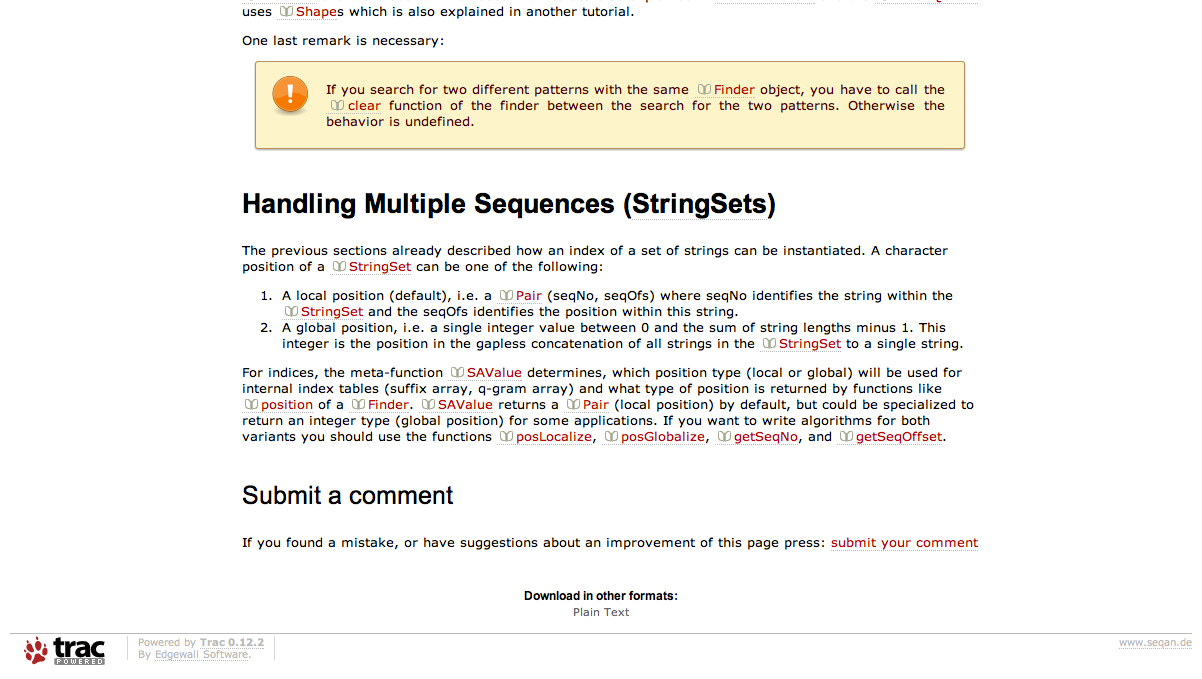 uses Shapes which is also explained in another tutorial.
One last remark is necessary:
If you search for two different patterns with the same Finder object, you have to call the
clear function of the finder between the search for the two patterns. Otherwise the
behavior is undefined.
Handling Multiple Sequences (StringSets)
The previous sections already described how an index of a set of strings can be instantiated. A character
position of a StringSet can be one of the following:
1. A local position (default), i.e. a Pair (seqNo, seqOfs) where seqNo identifies the string within the
StringSet and the seqOfs identifies the position within this string.
2. A global position, i.e. a single integer value between 0 and the sum of string lengths minus 1. This
integer is the position in the gapless concatenation of all strings in the StringSet to a single string.
For indices, the meta-function SAValue determines, which position type (local or global) will be used for
internal index tables (suffix array, q-gram array) and what type of position is returned by functions like
position of a Finder. SAValue returns a Pair (local position) by default, but could be specialized to
return an integer type (global position) for some applications. If you want to write algorithms for both
variants you should use the functions posLocalize, posGlobalize, getSeqNo, and getSeqOffset.
Submit a comment
If you found a mistake, or have suggestions about an improvement of this page press: submit your comment
Download in other formats:
Plain Text
trac
POWERED
Powered by Trac 0.12.2
By Edgewall Software.
www.seqan.de